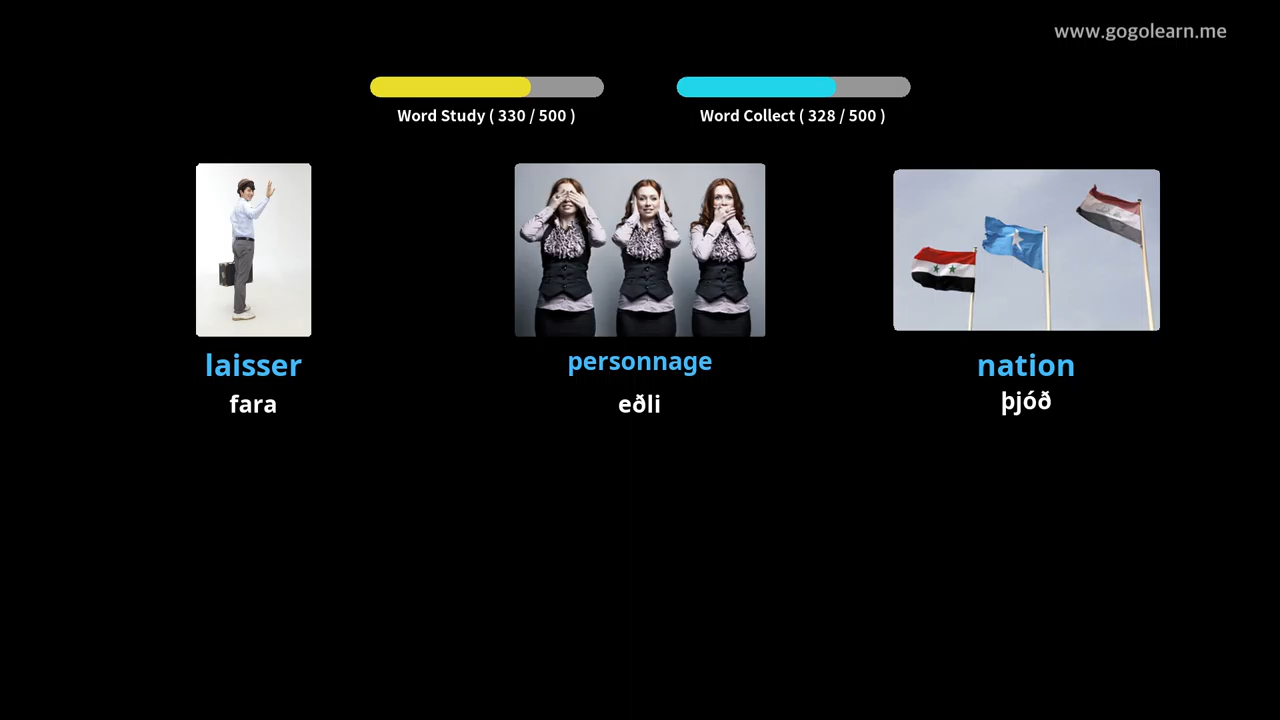 www.gogolearn.me
Word Study ( 330 / 500 )
Word Collect ( 328 / 500 )
laisser
fara
personnage
eðli
nation
þjóð